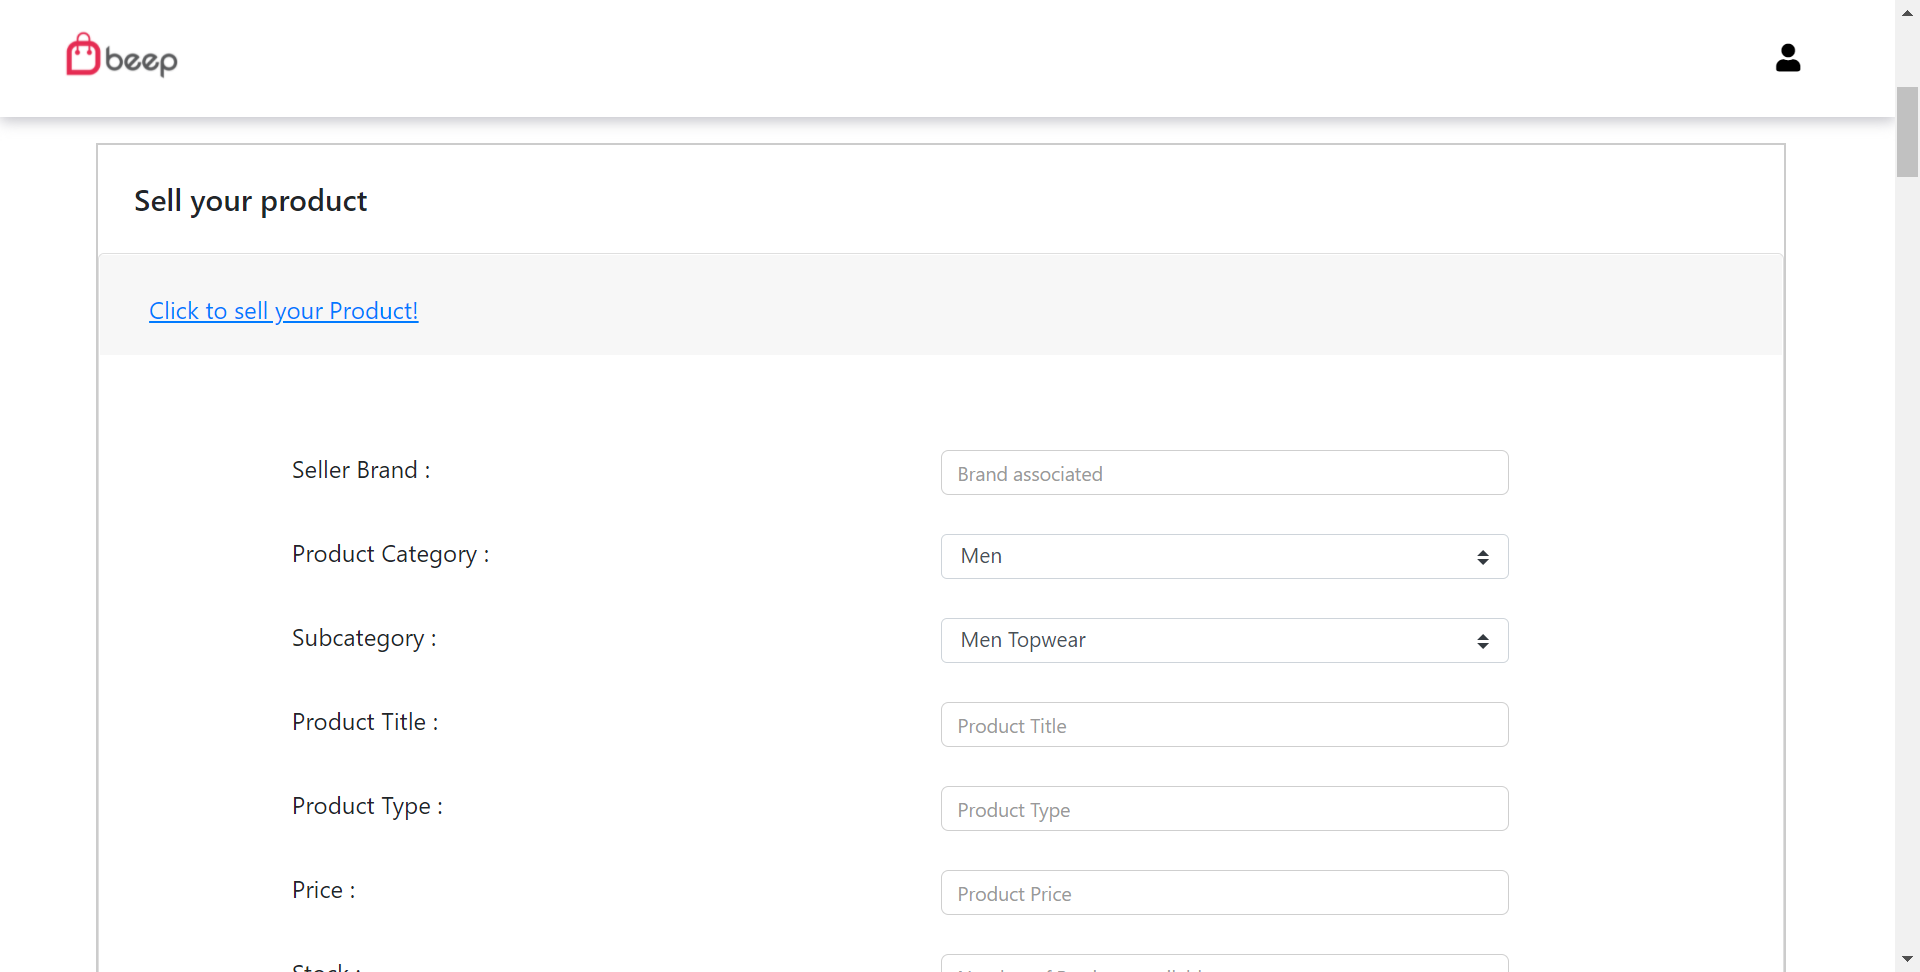 beep
Sell your product
Click to sell your Product!
Seller Brand :
Brand associated
Product Category :
Men
Subcategory :
Men Topwear
Product Title :
Product Title
Product Type :
Product Type
Price :
Product Price
Stock :